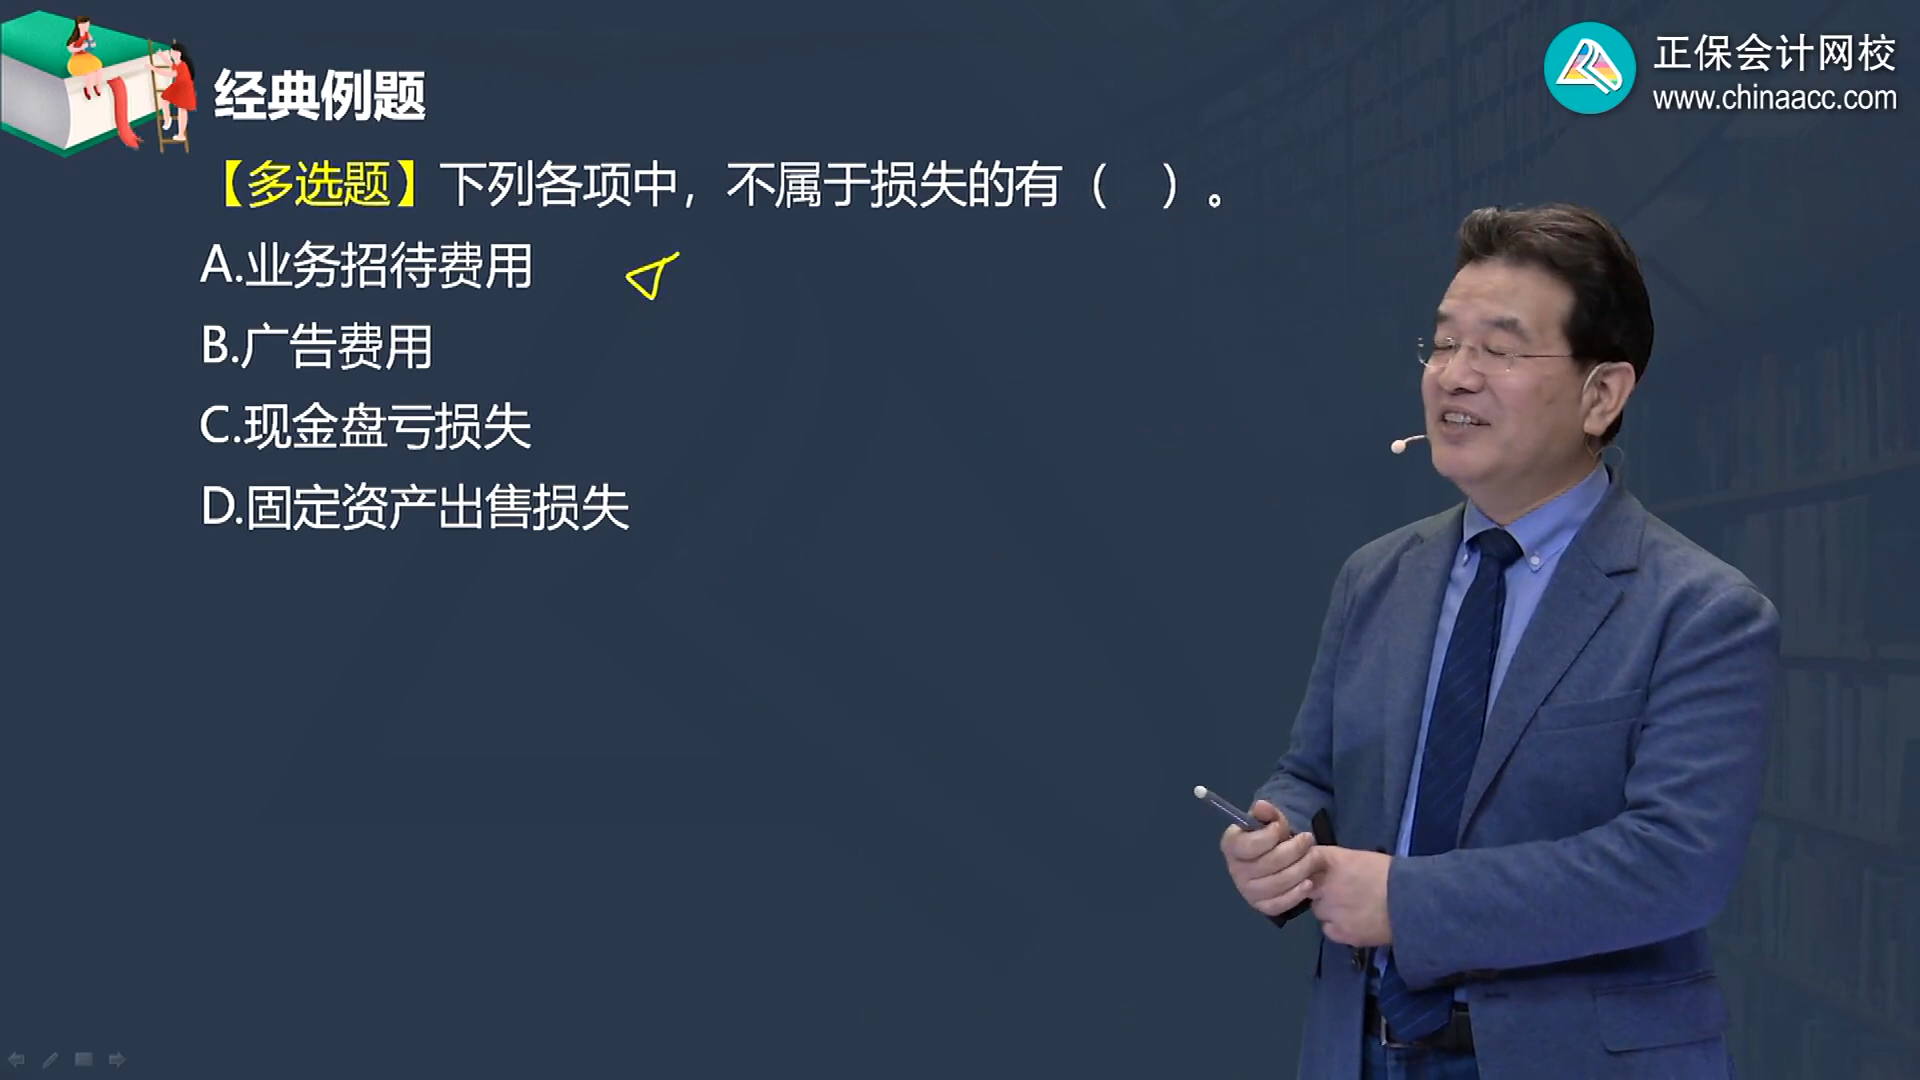 正保会计网校
www.chinaacc.com
经典例题
【多选题】下列各项中，不属于损失的有（　）。
A.业务招待费用
B.广告费用
C.现金盘亏损失
D.固定资产出售损失